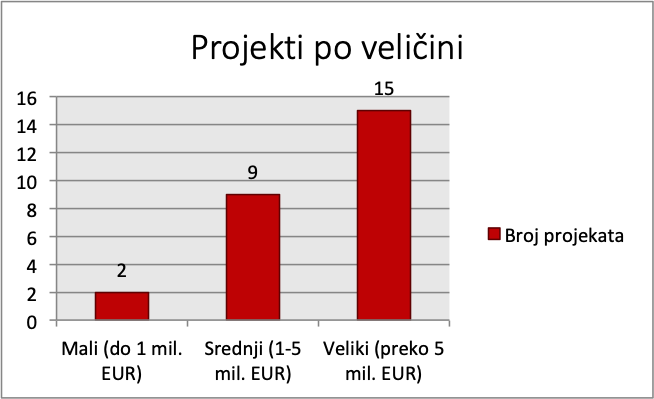 Projekti po veličini
16
14
12
10
8
6
4
2
0
2
9
15
Mali (do 1 mil.
EUR)
Srednji (1-5
mil. EUR)
Veliki (preko 5
mil. EUR)
Broj projekata